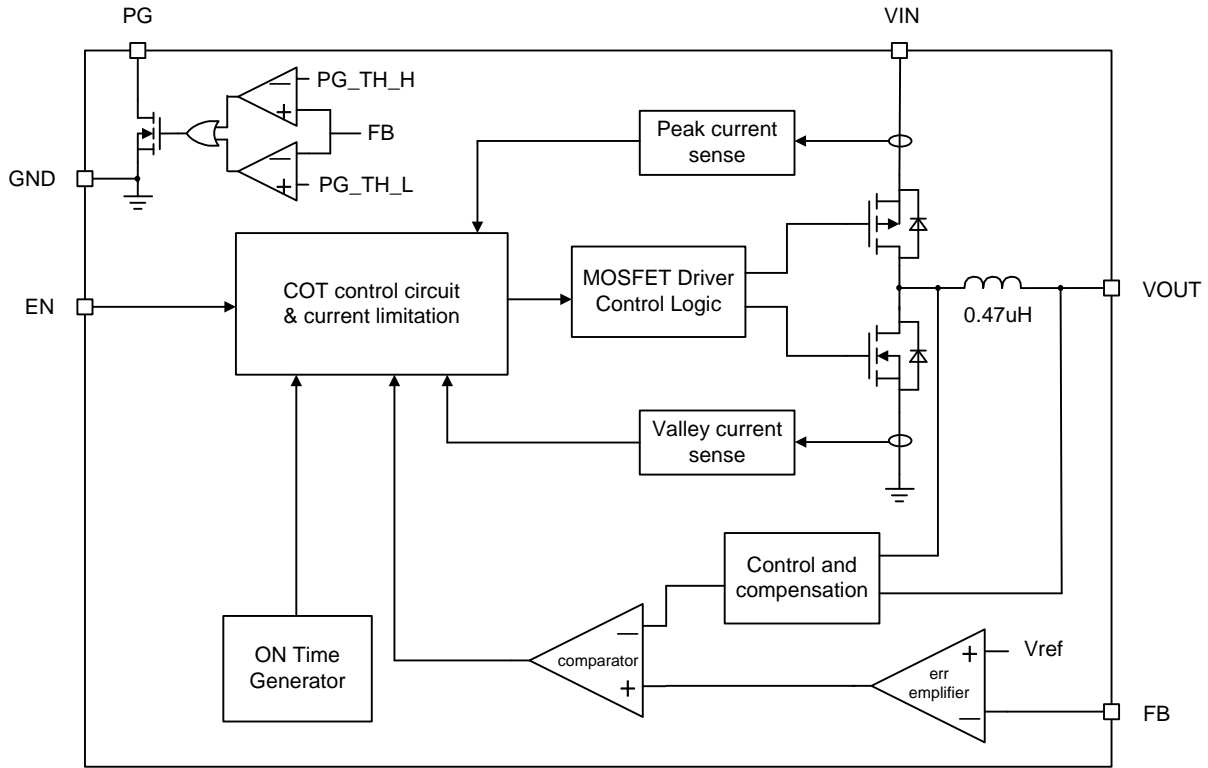 PG
VIN
PG_TH_H
FB
PG_TH_L
GND
Peak current
sense
COT control circuit
& current limitation
MOSFET Driver
Control Logic
EN
VOUT
0.47uH
Valley current
sense
Control and
compensation
ON Time
Generator
comparator
+
—
err
emplifier
+
—
Vref
FB